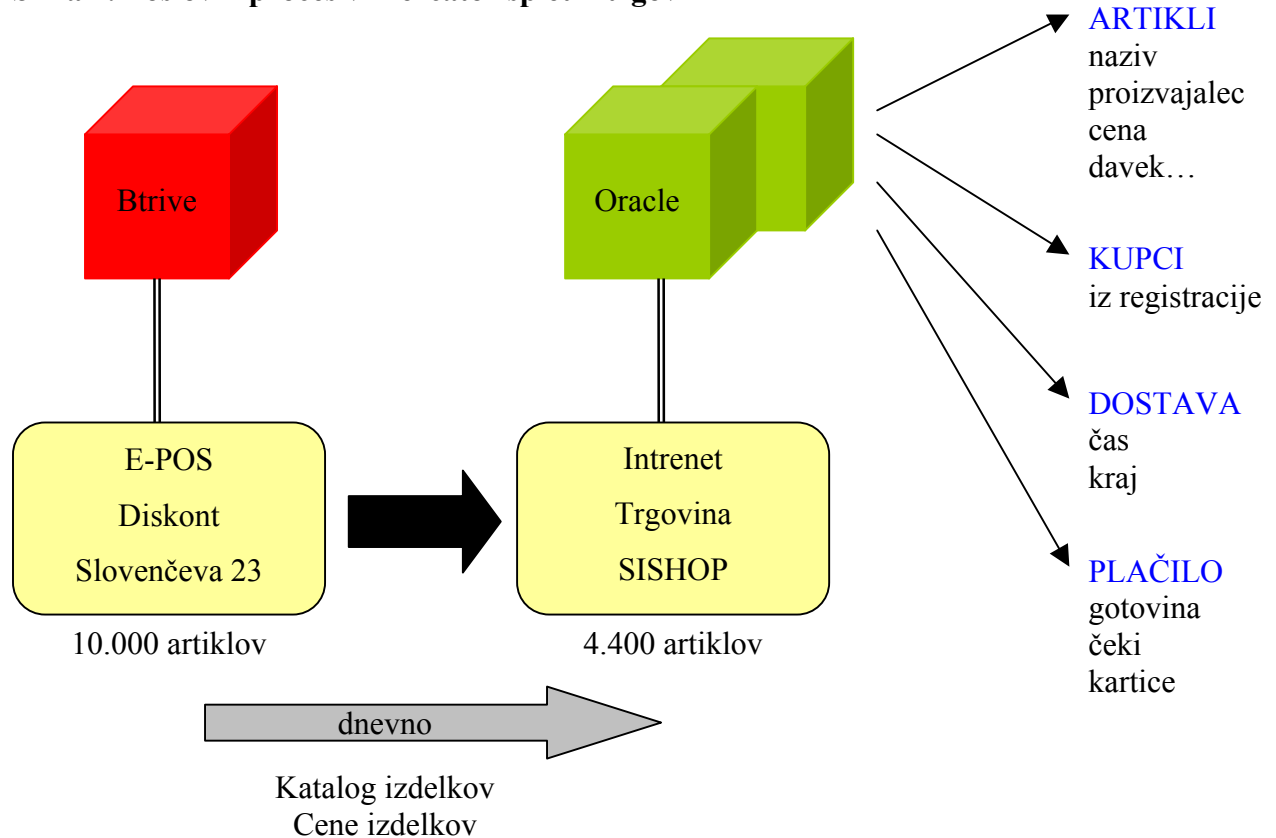 ARTIKLI
naziv
proizvajalec
cena
davek…
Btrive
Oracle
KUPCI
iz registracije
DOSTAVA
čas
kraj
E-POS
Diskont
Slovenčeva 23
Intrenet
Trgovina
SISHOP
PLAČILO
gotovina
čeki
kartice
10.000 artiklov
4.400 artiklov
dnevno
Katalog izdelkov
Cene izdelkov